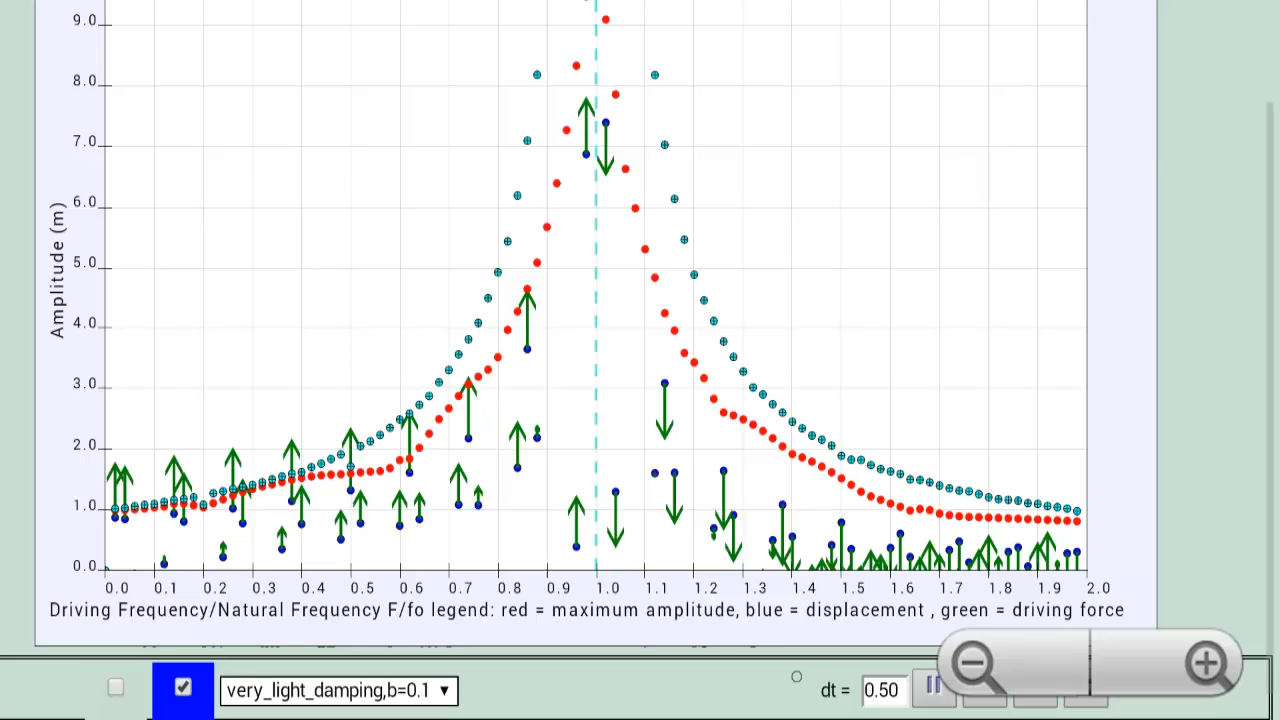 9.0
8.0
7.0
6.0
5.0
4.0
3.0
2.0
1.0
0.0
Amplitude (m)
0.0 0.1 0.2 0.3 0.4 0.5 0.6 0.7 0.8 0.9 1.0 1.1 1.2 1.3 1.4 1.5 1.6 1.7 1.8 1.9 2.0
Driving Frequency/Natural Frequency F/fo legend: red = maximum amplitude, blue = displacement , green = driving force
very_light_damping,b=0.1
dt = 0.50